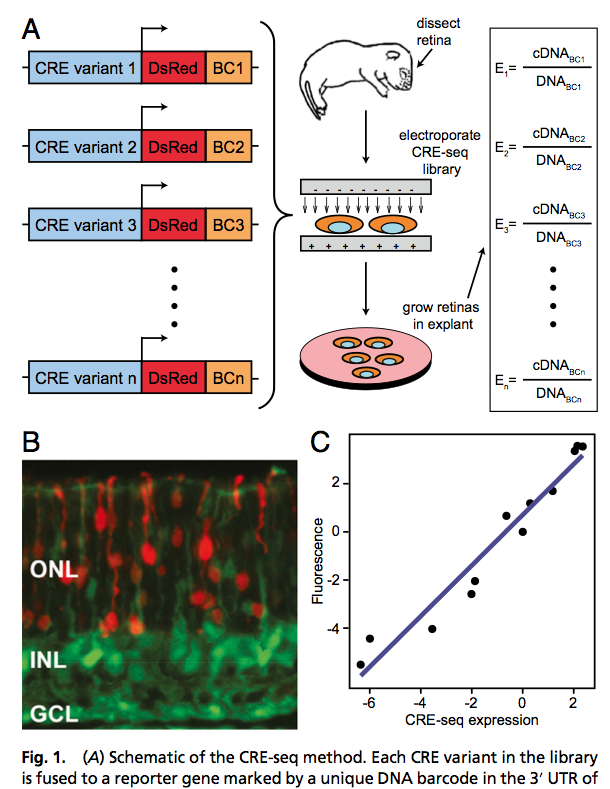 A
CRE variant 1 DsRed BC1
CRE variant 2 DsRed BC2
CRE variant 3 DsRed BC3
CRE variant n DsRed BCn
dissect
retina
electroporate
CRE-seq
library
- - - - - - - -
+ + + + + + +
grow retinas
in explant
E1= cDNABC1
DNABC1
E2= cDNABC2
DNABC2
E3= cDNABC3
DNABC3
En= cDNABCn
DNABCn
B
ONL
INL
GCL
C
Fluorescence
2
0
-2
-4
-6 -4 -2 0 2
CRE-seq expression
Fig. 1. (A) Schematic of the CRE-seq method. Each CRE variant in the library
is fused to a reporter gene marked by a unique DNA barcode in the 3′ UTR of